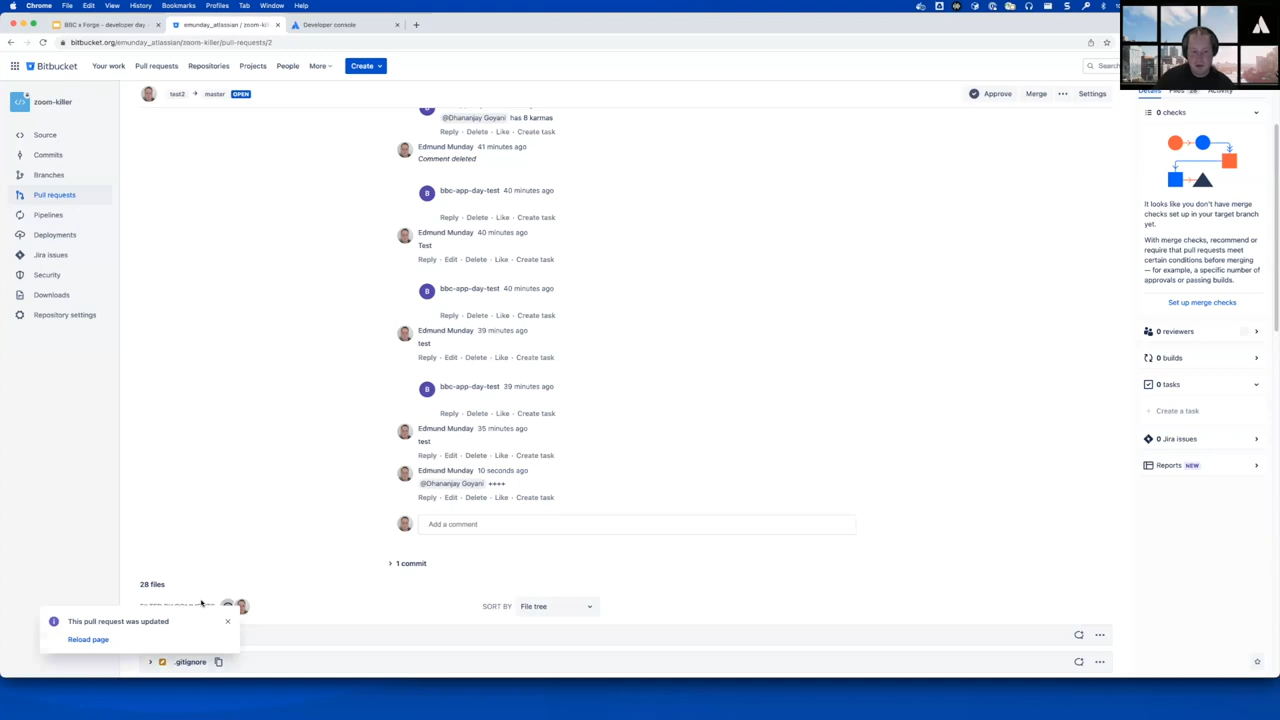 Chrome File Edit View History Bookmarks Profiles Tab Window Help
BBC x Forge – developer day
emunday_atlassian / zoom-kil
Developer console
bitbucket.org/emunday_atlassian/zoom-killer/pull-requests/2
Bitbucket
Your work
Pull requests
Repositories
Projects
People
More
Create
Search
zoom-killer
Source
Commits
Branches
Pull requests
Pipelines
Deployments
Jira issues
Security
Downloads
Repository settings
test2 → master OPEN
Approve
Merge
Settings
@Dhananjay Goyani has 8 karmas
Reply · Delete · Like · Create task
Edmund Munday 41 minutes ago
Comment deleted
B bbc-app-day-test 40 minutes ago
Reply · Delete · Like · Create task
Edmund Munday 40 minutes ago
Test
Reply · Edit · Delete · Like · Create task
B bbc-app-day-test 40 minutes ago
Reply · Delete · Like · Create task
Edmund Munday 39 minutes ago
test
Reply · Edit · Delete · Like · Create task
B bbc-app-day-test 39 minutes ago
Reply · Delete · Like · Create task
Edmund Munday 35 minutes ago
test
Reply · Edit · Delete · Like · Create task
Edmund Munday 10 seconds ago
@Dhananjay Goyani ++++
Reply · Edit · Delete · Like · Create task
Add a comment
1 commit
28 files
SORT BY File tree
.gitignore
This pull request was updated
Reload page
Details Files 28 Activity
0 checks
It looks like you don't have merge
checks set up in your target branch
yet.
With merge checks, recommend or
require that pull requests meet
certain conditions before merging
— for example, a specific number of
approvals or passing builds.
Set up merge checks
0 reviewers
0 builds
0 tasks
+ Create a task
0 Jira issues
Reports NEW